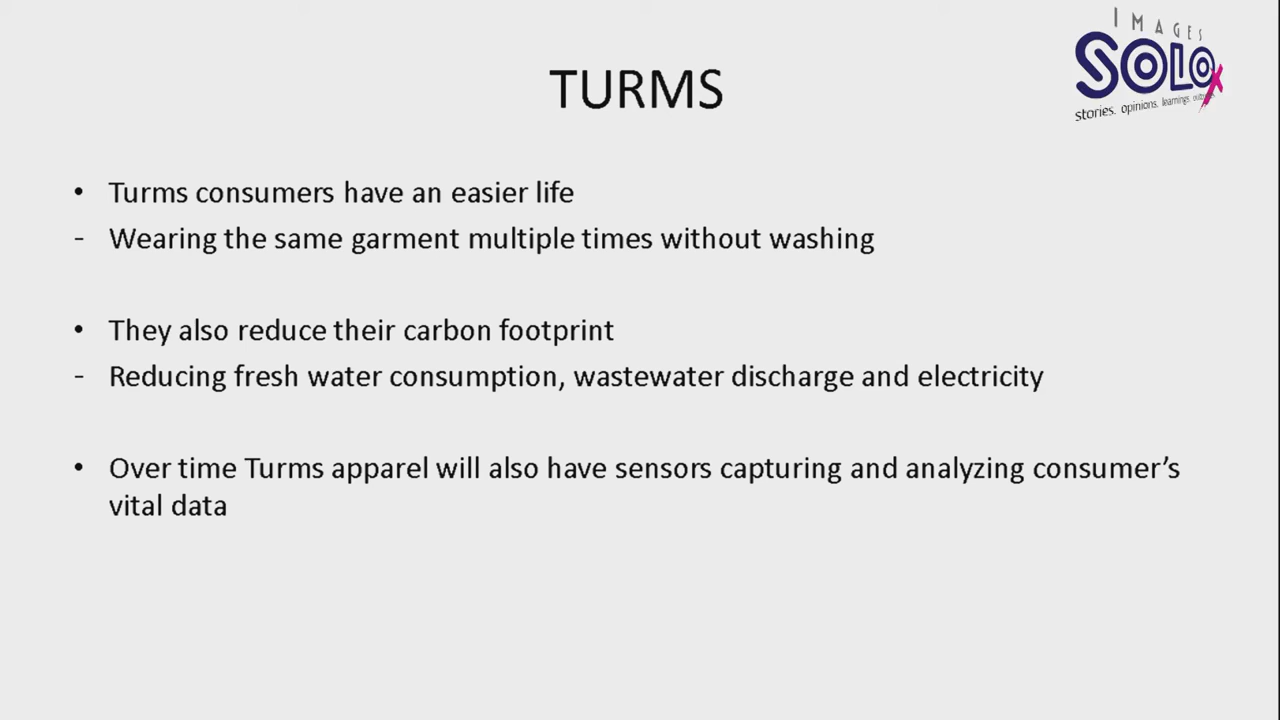 IMAGES
SOLOX
stories. opinions. learnings.
TURMS
• Turms consumers have an easier life
- Wearing the same garment multiple times without washing
• They also reduce their carbon footprint
- Reducing fresh water consumption, wastewater discharge and electricity
• Over time Turms apparel will also have sensors capturing and analyzing consumer’s
vital data